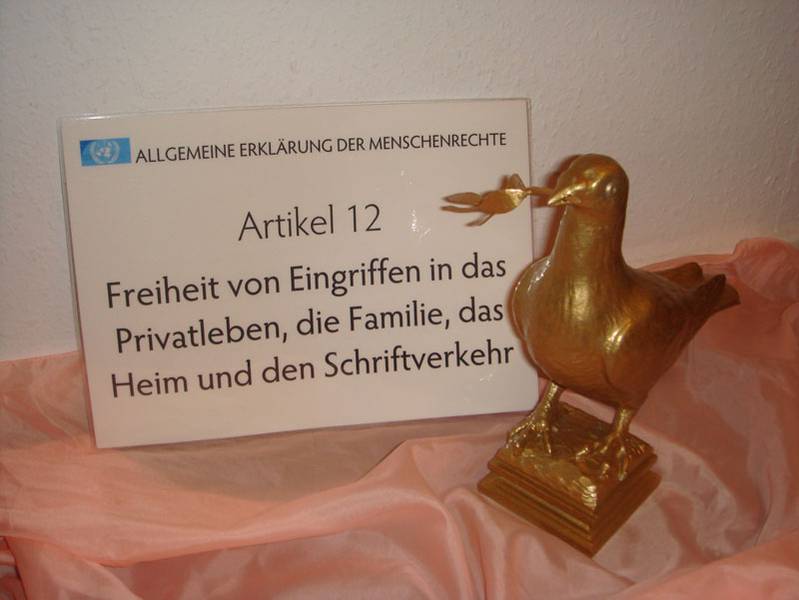 ALLGEMEINE ERKLÄRUNG DER MENSCHENRECHTE
Artikel 12
Freiheit von Eingriffen in das
Privatleben, die Familie, das
Heim und den Schriftverkehr